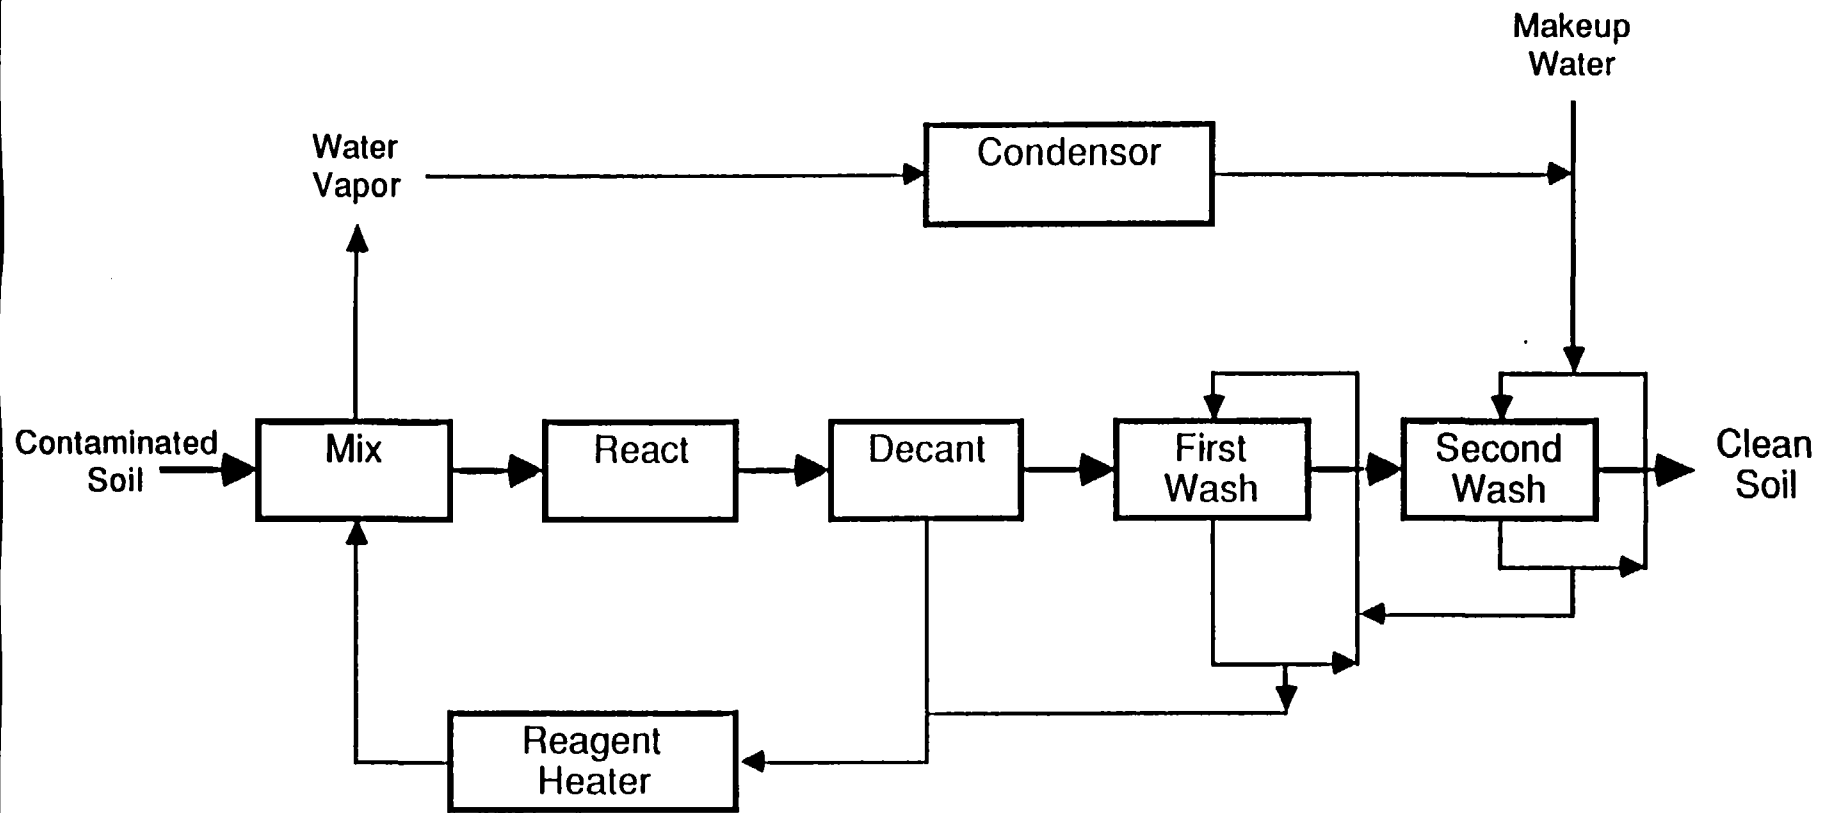 Makeup
Water
Water
Vapor
Condensor
Contaminated
Soil
Mix
React
Decant
First
Wash
Second
Wash
Clean
Soil
Reagent
Heater